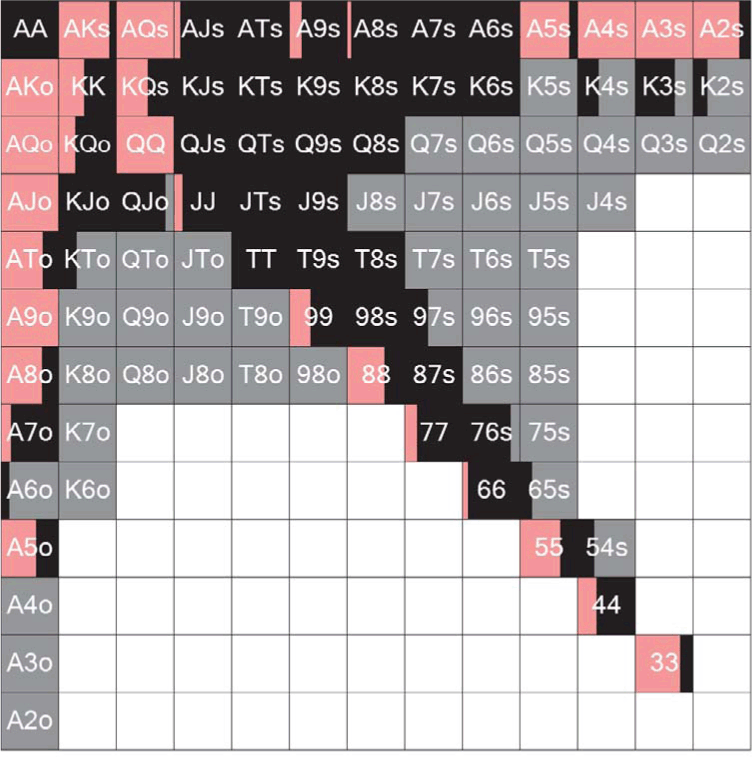 AA AKs AQs AJs ATs A9s A8s A7s A6s A5s A4s A3s A2s
AKo KK KQs KJs KTs K9s K8s K7s K6s K5s K4s K3s K2s
AQo KQo QQ QJs QTs Q9s Q8s Q7s Q6s Q5s Q4s Q3s Q2s
AJo KJo QJo JJ JTs J9s J8s J7s J6s J5s J4s
ATo KTo QTo JTo TT T9s T8s T7s T6s T5s
A9o K9o Q9o J9o T9o 99 98s 97s 96s 95s
A8o K8o Q8o J8o T8o 98o 88 87s 86s 85s
A7o K7o 77 76s 75s
A6o K6o 66 65s
A5o 55 54s
A4o 44
A3o 33
A2o